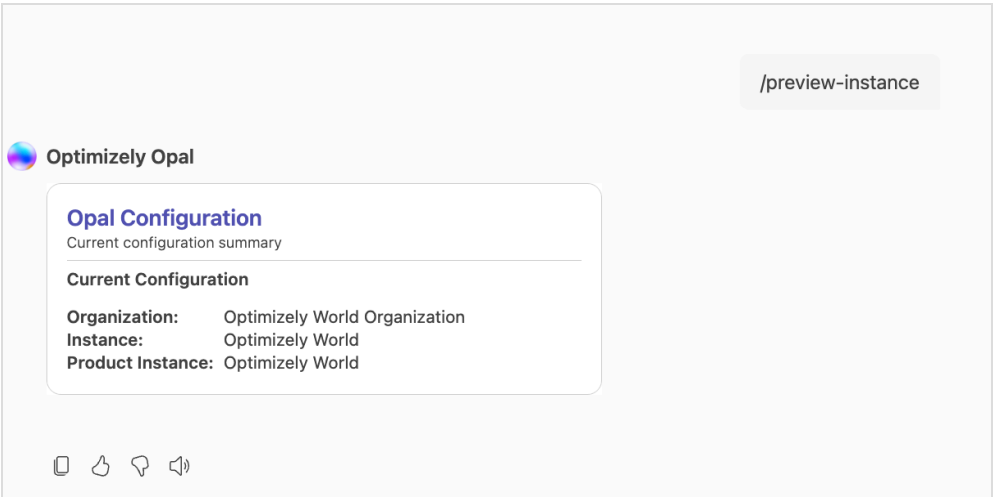 /preview-instance
Optimizely Opal
Opal Configuration
Current configuration summary
Current Configuration
Organization: Optimizely World Organization
Instance: Optimizely World
Product Instance: Optimizely World